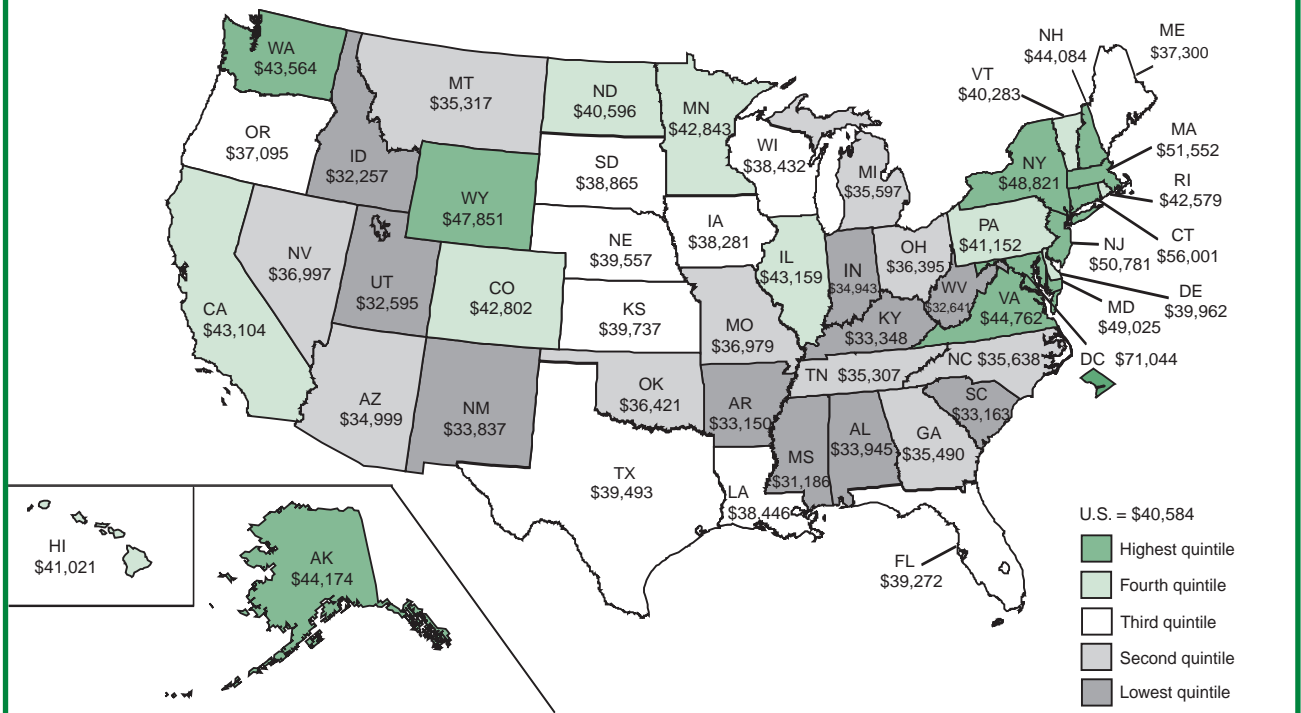 WA
$43,564
OR
$37,095
CA
$43,104
HI
$41,021
AK
$44,174
ID
$32,257
NV
$36,997
MT
$35,317
WY
$47,851
UT
$32,595
AZ
$34,999
CO
$42,802
NM
$33,837
ND
$40,596
SD
$38,865
NE
$39,557
KS
$39,737
OK
$36,421
TX
$39,493
MN
$42,843
IA
$38,281
MO
$36,979
AR
$33,150
LA
$38,446
WI
$38,432
IL
$43,159
MI
$35,597
IN
$34,943
OH
$36,395
KY
$33,348
TN $35,307
MS
$31,186
AL
$33,945
GA
$35,490
FL
$39,272
SC
$33,163
NC $35,638
WV
$32,641
VA
$44,762
PA
$41,152
NY
$48,821
VT
$40,283
NH
$44,084
ME
$37,300
MA
$51,552
RI
$42,579
CT
$56,001
NJ
$50,781
DE
$39,962
MD
$49,025
DC $71,044
U.S. = $40,584
Highest quintile
Fourth quintile
Third quintile
Second quintile
Lowest quintile